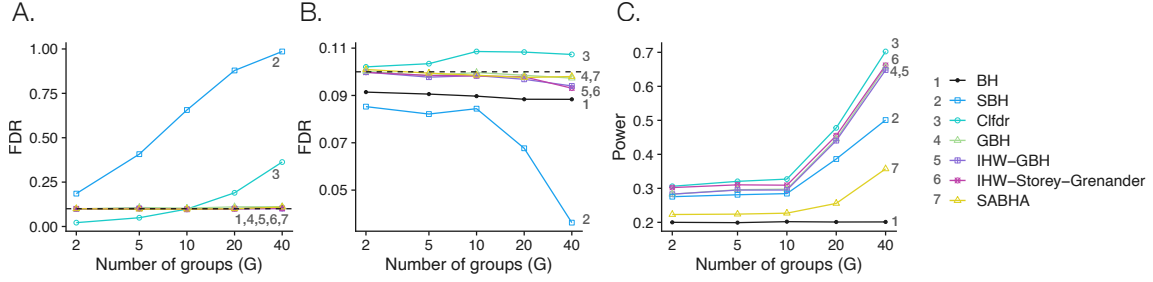 A.
1.00
0.75
0.50
0.25
0.00
FDR
2
3
1,4,5,6,7
2 5 10 20 40
Number of groups (G)
B.
0.11
0.09
0.07
0.05
FDR
3
4,7
5,6
1
2
2 5 10 20 40
Number of groups (G)
C.
0.7
0.6
0.5
0.4
0.3
0.2
Power
3
6
4,5
2
7
1
2 5 10 20 40
Number of groups (G)
1 BH
2 SBH
3 Clfdr
4 GBH
5 IHW−GBH
6 IHW−Storey−Grenander
7 SABHA